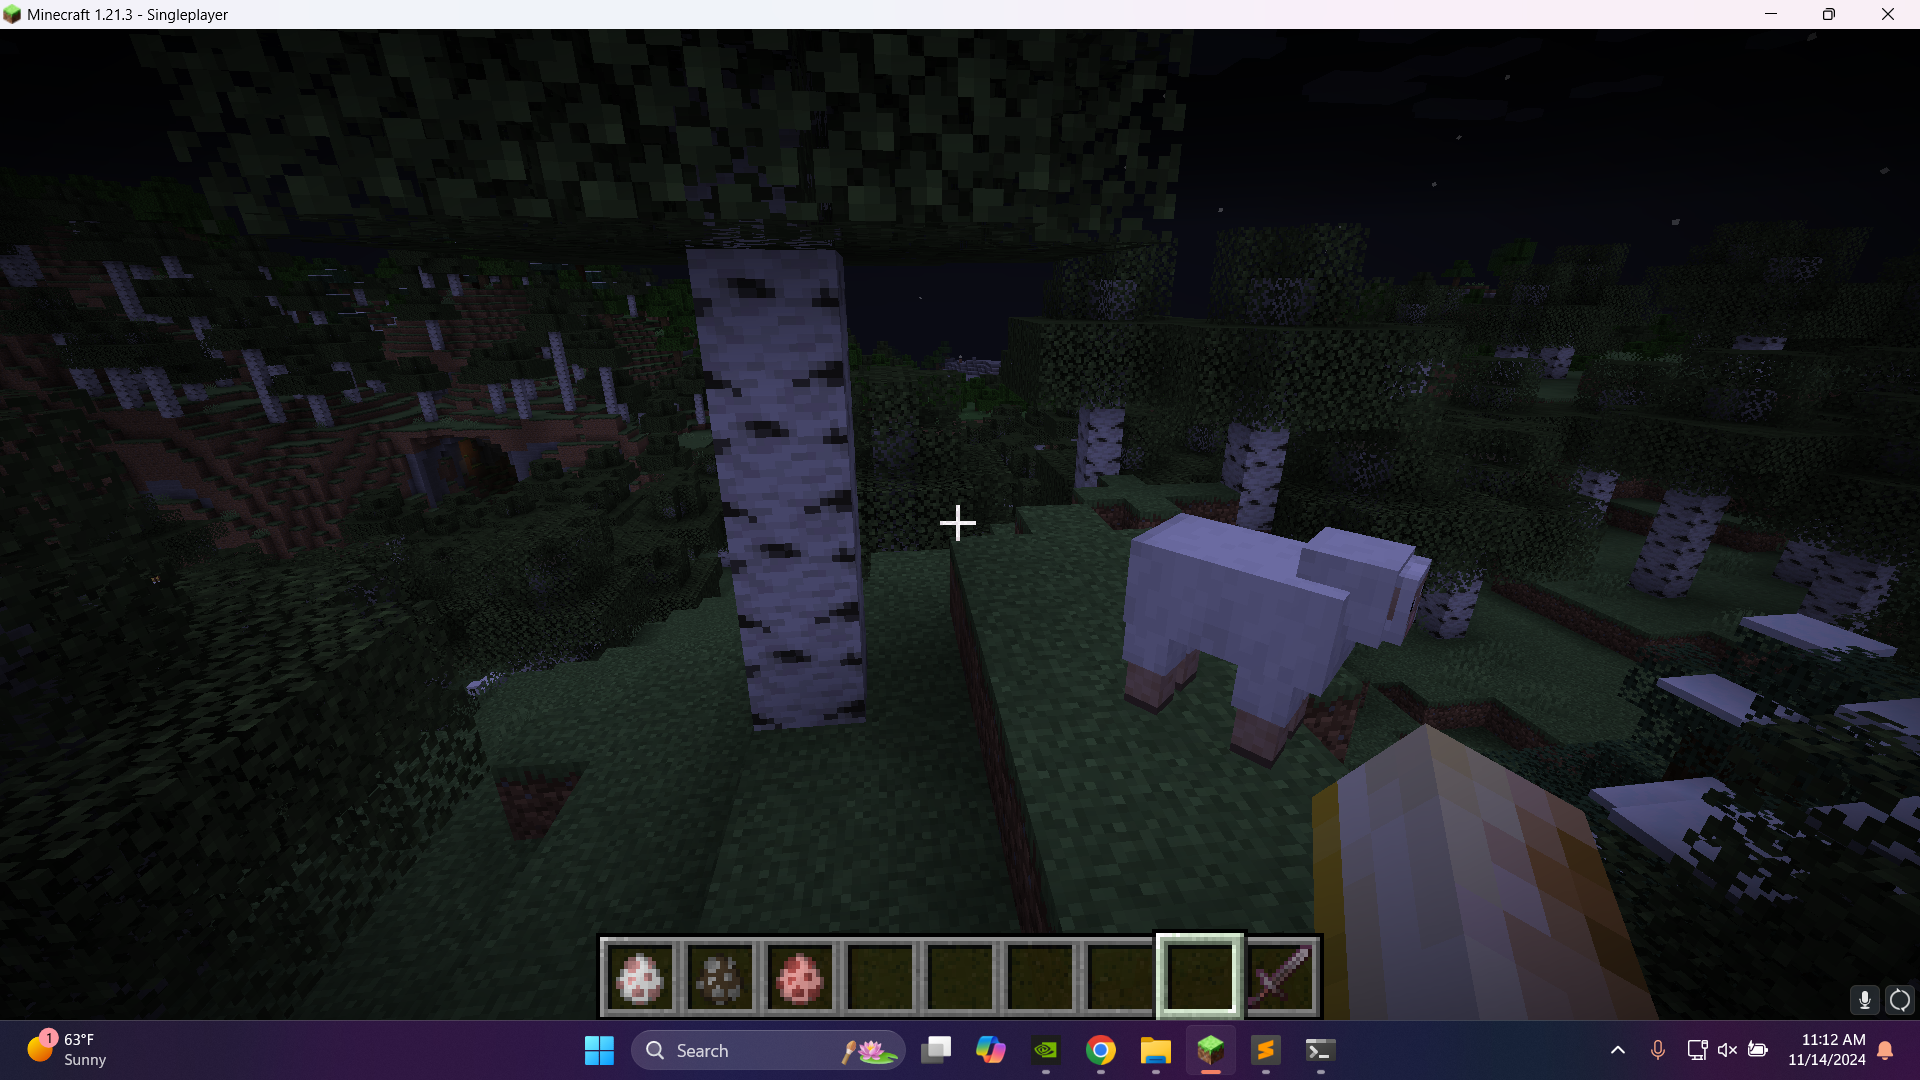 Minecraft 1.21.3 - Singleplayer
1
63°F
Sunny
Search
11:12 AM
11/14/2024